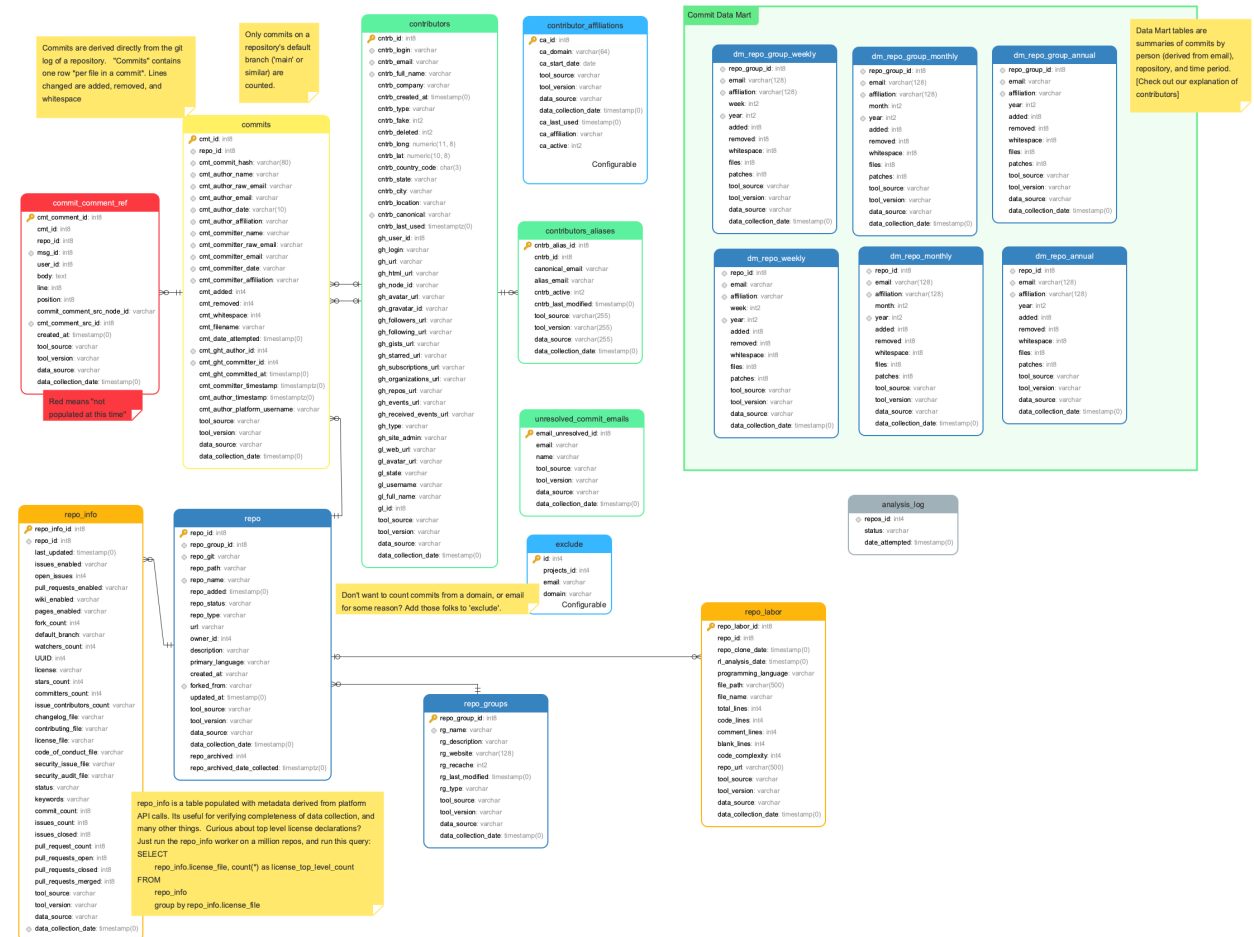 Commits are derived directly from the git
log of a repository. "Commits" contains
one row "per file in a commit". Lines
changed are added, removed, and
whitespace
Only commits on a
repository's default
branch ('main' or
similar) are
counted.
commit_comment_ref
cmt_comment_id: int8
cmt_id: int8
repo_id: int8
msg_id: int8
user_id: int8
body: text
line: int8
position: int8
commit_comment_src_node_id: varchar
cmt_comment_src_id: int8
created_at: timestamp(0)
tool_source: varchar
tool_version: varchar
data_source: varchar
data_collection_date: timestamp(0)
Red means "not
populated at this time"
commits
cmt_id: int8
repo_id: int8
cmt_commit_hash: varchar(80)
cmt_author_name: varchar
cmt_author_raw_email: varchar
cmt_author_email: varchar
cmt_author_date: varchar(10)
cmt_author_affiliation: varchar
cmt_committer_name: varchar
cmt_committer_raw_email: varchar
cmt_committer_email: varchar
cmt_committer_date: varchar
cmt_committer_affiliation: varchar
cmt_added: int4
cmt_removed: int4
cmt_whitespace: int4
cmt_filename: varchar
cmt_date_attempted: timestamp(0)
cmt_ght_author_id: int4
cmt_ght_committer_id: int4
cmt_ght_committed_at: timestamp(0)
cmt_committer_timestamp: timestamptz(0)
cmt_author_timestamp: timestamptz(0)
cmt_author_platform_username: varchar
tool_source: varchar
tool_version: varchar
data_source: varchar
data_collection_date: timestamp(0)
contributors
cntrb_id: int8
cntrb_login: varchar
cntrb_email: varchar
cntrb_full_name: varchar
cntrb_company: varchar
cntrb_created_at: timestamp(0)
cntrb_type: varchar
cntrb_fake: int2
cntrb_deleted: int2
cntrb_long: numeric(11, 8)
cntrb_lat: numeric(10, 8)
cntrb_country_code: char(3)
cntrb_state: varchar
cntrb_city: varchar
cntrb_location: varchar
cntrb_canonical: varchar
cntrb_last_used: timestamptz(0)
gh_user_id: int8
gh_login: varchar
gh_url: varchar
gh_html_url: varchar
gh_node_id: varchar
gh_avatar_url: varchar
gh_gravatar_id: varchar
gh_followers_url: varchar
gh_following_url: varchar
gh_gists_url: varchar
gh_starred_url: varchar
gh_subscriptions_url: varchar
gh_organizations_url: varchar
gh_repos_url: varchar
gh_events_url: varchar
gh_received_events_url: varchar
gh_type: varchar
gh_site_admin: varchar
gl_web_url: varchar
gl_avatar_url: varchar
gl_state: varchar
gl_username: varchar
gl_full_name: varchar
gl_id: int8
tool_source: varchar
tool_version: varchar
data_source: varchar
data_collection_date: timestamp(0)
contributor_affiliations
ca_id: int8
ca_domain: varchar(64)
ca_start_date: date
tool_source: varchar
tool_version: varchar
data_source: varchar
data_collection_date: timestamp(0)
ca_last_used: timestamp(0)
ca_affiliation: varchar
ca_active: int2
Configurable
contributors_aliases
cntrb_alias_id: int8
cntrb_id: int8
canonical_email: varchar
alias_email: varchar
cntrb_active: int2
cntrb_last_modified: timestamp(0)
tool_source: varchar(255)
tool_version: varchar(255)
data_source: varchar(255)
data_collection_date: timestamp(0)
unresolved_commit_emails
email_unresolved_id: int8
email: varchar
name: varchar
tool_source: varchar
tool_version: varchar
data_source: varchar
data_collection_date: timestamp(0)
exclude
id: int4
projects_id: int4
email: varchar
domain: varchar
Configurable
Don't want to count commits from a domain, or email
for some reason? Add those folks to 'exclude'.
Commit Data Mart
Data Mart tables are
summaries of commits by
person (derived from email),
repository, and time period.
[Check out our explanation of
contributors]
dm_repo_group_weekly
repo_group_id: int8
email: varchar(128)
affiliation: varchar(128)
week: int2
year: int2
added: int8
removed: int8
whitespace: int8
files: int8
patches: int8
tool_source: varchar
tool_version: varchar
data_source: varchar
data_collection_date: timestamp(0)
dm_repo_group_monthly
repo_group_id: int8
email: varchar(128)
affiliation: varchar(128)
month: int2
year: int2
added: int8
removed: int8
whitespace: int8
files: int8
patches: int8
tool_source: varchar
tool_version: varchar
data_source: varchar
data_collection_date: timestamp(0)
dm_repo_group_annual
repo_group_id: int8
email: varchar
affiliation: varchar
year: int2
added: int8
removed: int8
whitespace: int8
files: int8
patches: int8
tool_source: varchar
tool_version: varchar
data_source: varchar
data_collection_date: timestamp(0)
dm_repo_weekly
repo_id: int8
email: varchar
affiliation: varchar
week: int2
year: int2
added: int8
removed: int8
whitespace: int8
files: int8
patches: int8
tool_source: varchar
tool_version: varchar
data_source: varchar
data_collection_date: timestamp(0)
dm_repo_monthly
repo_id: int8
email: varchar(128)
affiliation: varchar(128)
month: int2
year: int2
added: int8
removed: int8
whitespace: int8
files: int8
patches: int8
tool_source: varchar
tool_version: varchar
data_source: varchar
data_collection_date: timestamp(0)
dm_repo_annual
repo_id: int8
email: varchar(128)
affiliation: varchar(128)
year: int2
added: int8
removed: int8
whitespace: int8
files: int8
patches: int8
tool_source: varchar
tool_version: varchar
data_source: varchar
data_collection_date: timestamp(0)
analysis_log
repos_id: int4
status: varchar
date_attempted: timestamp(0)
repo_info
repo_info_id: int8
repo_id: int8
last_updated: timestamp(0)
issues_enabled: varchar
open_issues: int4
pull_requests_enabled: varchar
wiki_enabled: varchar
pages_enabled: varchar
fork_count: int4
default_branch: varchar
watchers_count: int4
UUID: int4
license: varchar
stars_count: int4
committers_count: int4
issue_contributors_count: varchar
changelog_file: varchar
contributing_file: varchar
license_file: varchar
code_of_conduct_file: varchar
security_issue_file: varchar
security_audit_file: varchar
status: varchar
keywords: varchar
commit_count: int8
issues_count: int8
issues_closed: int8
pull_request_count: int8
pull_requests_open: int8
pull_requests_closed: int8
pull_requests_merged: int8
tool_source: varchar
tool_version: varchar
data_source: varchar
data_collection_date: timestamp(0)
repo
repo_id: int8
repo_group_id: int8
repo_git: varchar
repo_path: varchar
repo_name: varchar
repo_added: timestamp(0)
repo_status: varchar
repo_type: varchar
url: varchar
owner_id: int4
description: varchar
primary_language: varchar
created_at: varchar
forked_from: varchar
updated_at: timestamp(0)
tool_source: varchar
tool_version: varchar
data_source: varchar
data_collection_date: timestamp(0)
repo_archived: int4
repo_archived_date_collected: timestamptz(0)
repo_info is a table populated with metadata derived from platform
API calls. Its useful for verifying completeness of data collection, and
many other things. Curious about top level license declarations?
Just run the repo_info worker on a million repos, and run this query:
SELECT
repo_info.license_file, count(*) as license_top_level_count
FROM
repo_info
group by repo_info.license_file
repo_groups
repo_group_id: int8
rg_name: varchar
rg_description: varchar
rg_website: varchar(128)
rg_recache: int2
rg_last_modified: timestamp(0)
rg_type: varchar
tool_source: varchar
tool_version: varchar
data_source: varchar
data_collection_date: timestamp(0)
repo_labor
repo_labor_id: int8
repo_id: int8
repo_clone_date: timestamp(0)
rl_analysis_date: timestamp(0)
programming_language: varchar
file_path: varchar(500)
file_name: varchar
total_lines: int4
code_lines: int4
comment_lines: int4
blank_lines: int4
code_complexity: int4
repo_url: varchar(500)
tool_source: varchar
tool_version: varchar
data_source: varchar
data_collection_date: timestamp(0)